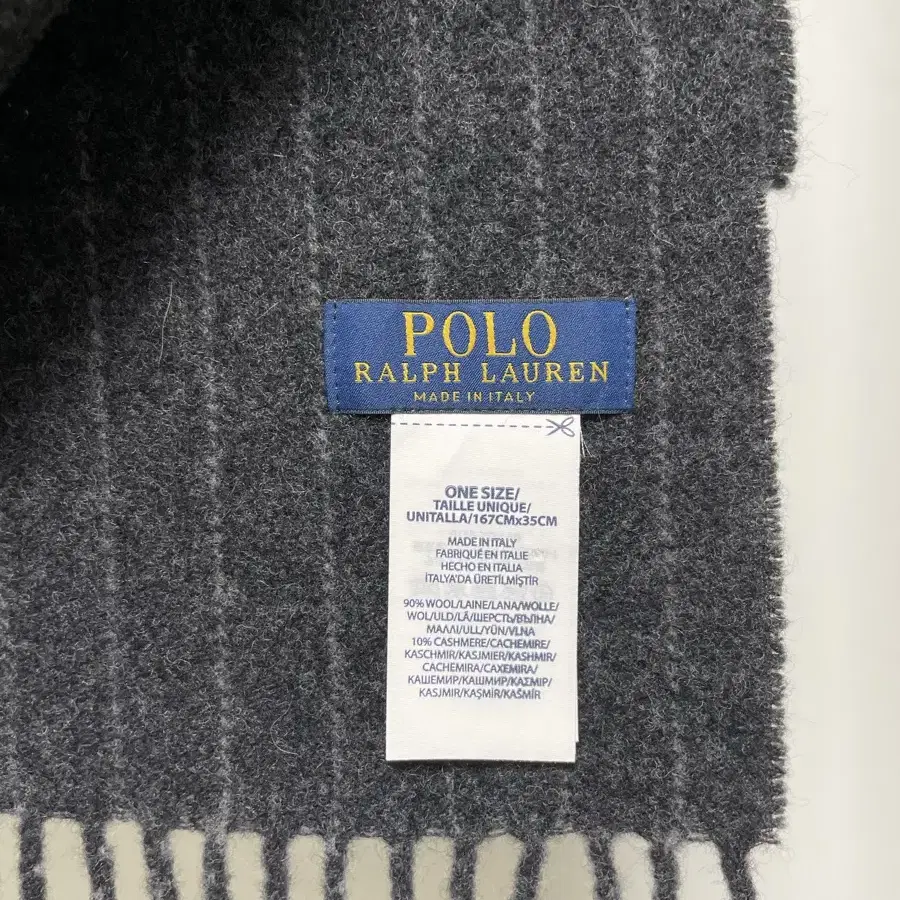 POLO
RALPH LAUREN
MADE IN ITALY
ONE SIZE/
TAILLE UNIQUE/
UNITALLA/167CMx35CM
MADE IN ITALY
FABRIQUÉ EN ITALIE
HECHO EN ITALIA
İTALYA'DA ÜRETİLMİŞTİR
90% WOOL/LAINE/LANA/WOLLE/
WOL/ULD/LÃ/ШЕРСТЬ/ВЪЛНА/
ΜΑΛΛΙ/ULL/YÜN/VLNA
10% CASHMERE/CACHEMIRE/
KASCHMIR/KASJMIER/KASHMIR/
CACHEMIRA/CAXEMIRA/
КАШЕМИР/КАШМИР/ΚΑΣΜΙΡ/
KASJMIR/KAŞMİR/KAŠMÍR